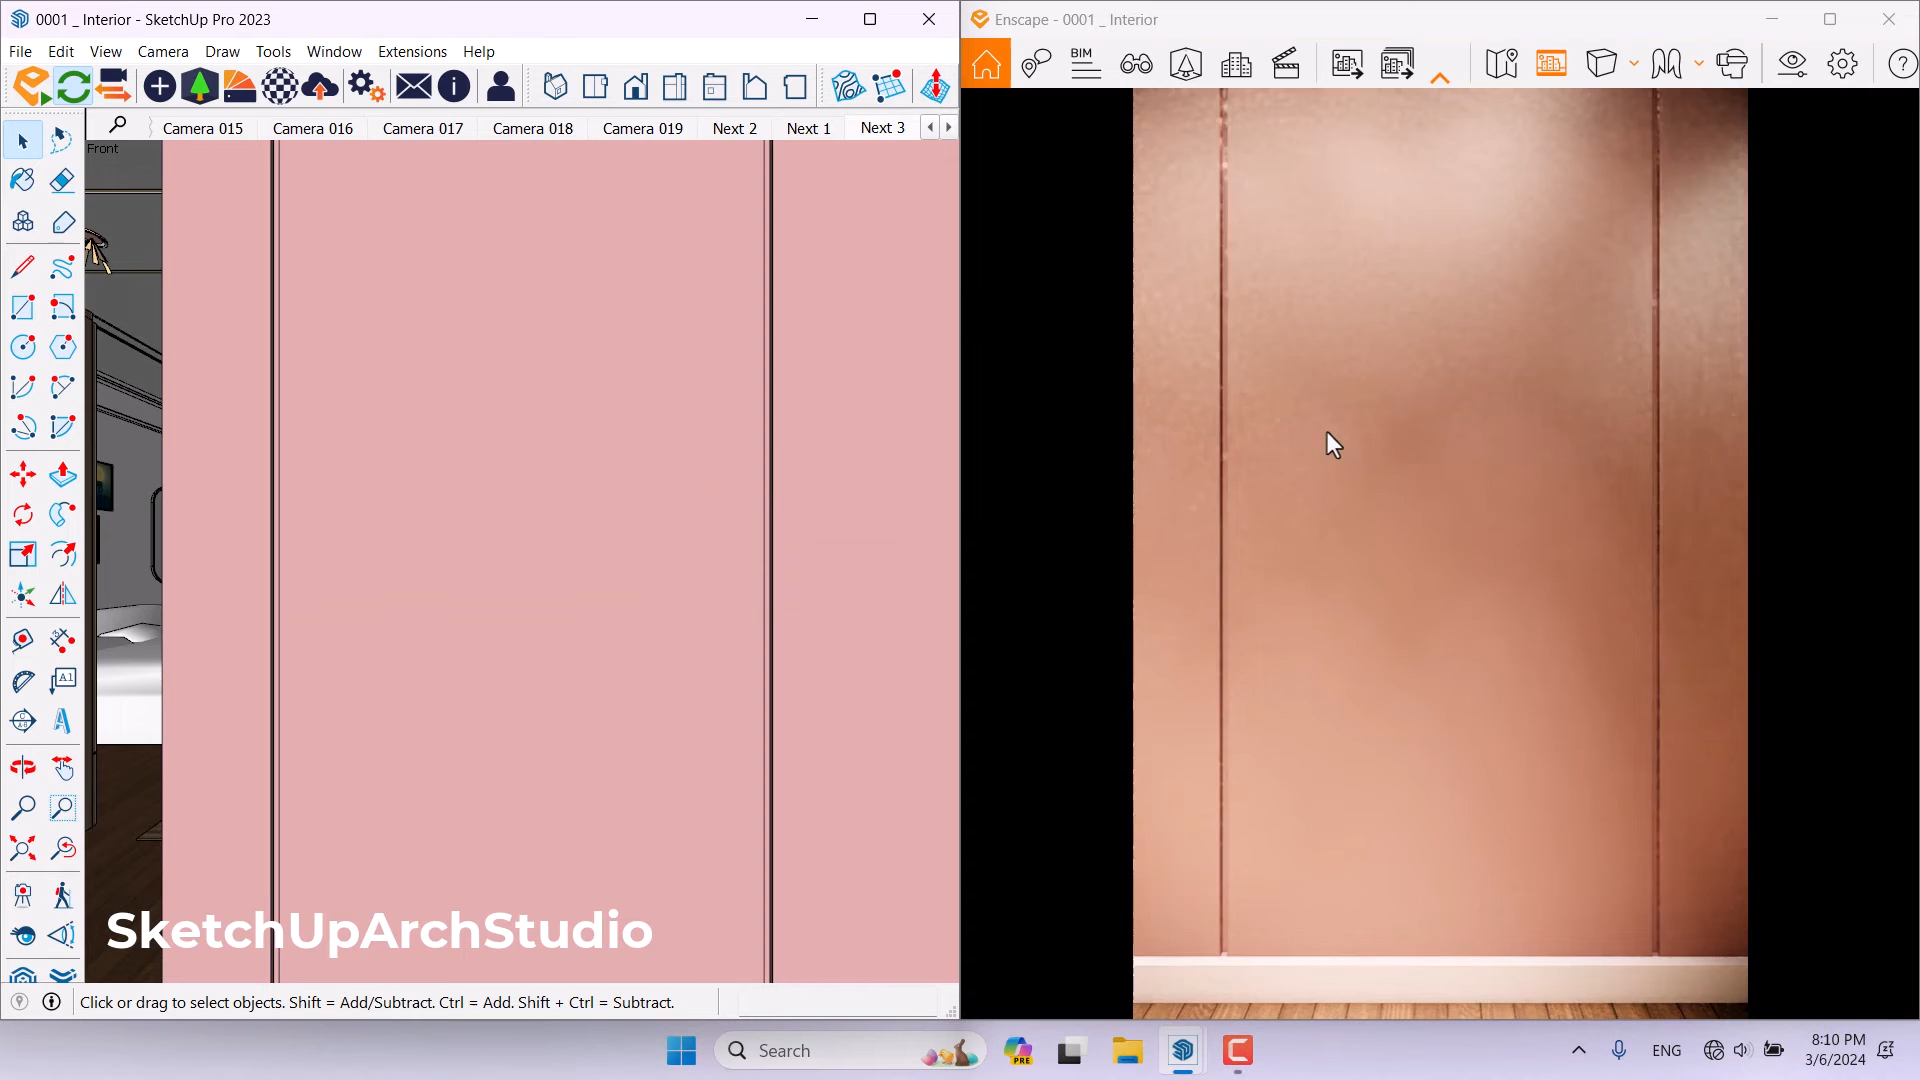 0001 _ Interior - SketchUp Pro 2023
File Edit View Camera Draw Tools Window Extensions Help
Camera 015 Camera 016 Camera 017 Camera 018 Camera 019 Next 2 Next 1 Next 3
Front
A1
SketchUpArchStudio
Click or drag to select objects. Shift = Add/Subtract. Ctrl = Add. Shift + Ctrl = Subtract.
Enscape - 0001 _ Interior
BIM
Search
PRE
ENG
8:10 PM
3/6/2024